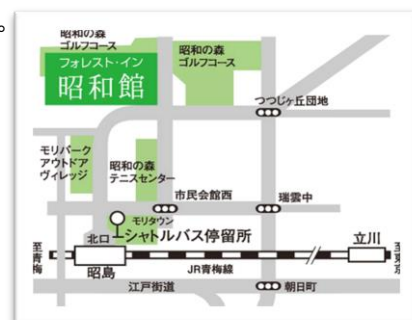 。
昭和の森
ゴルフコース
昭和の森
ゴルフコース
フォレスト・イン
昭和館
つつじヶ丘団地
モリパーク
アウトドア
ヴィレッジ
昭和の森
テニスセンター
市民会館西
瑞雲中
モリタウン
北口
シャトルバス停留所
立川
至青梅
至東京
昭島
JR青梅線
江戸街道
朝日町